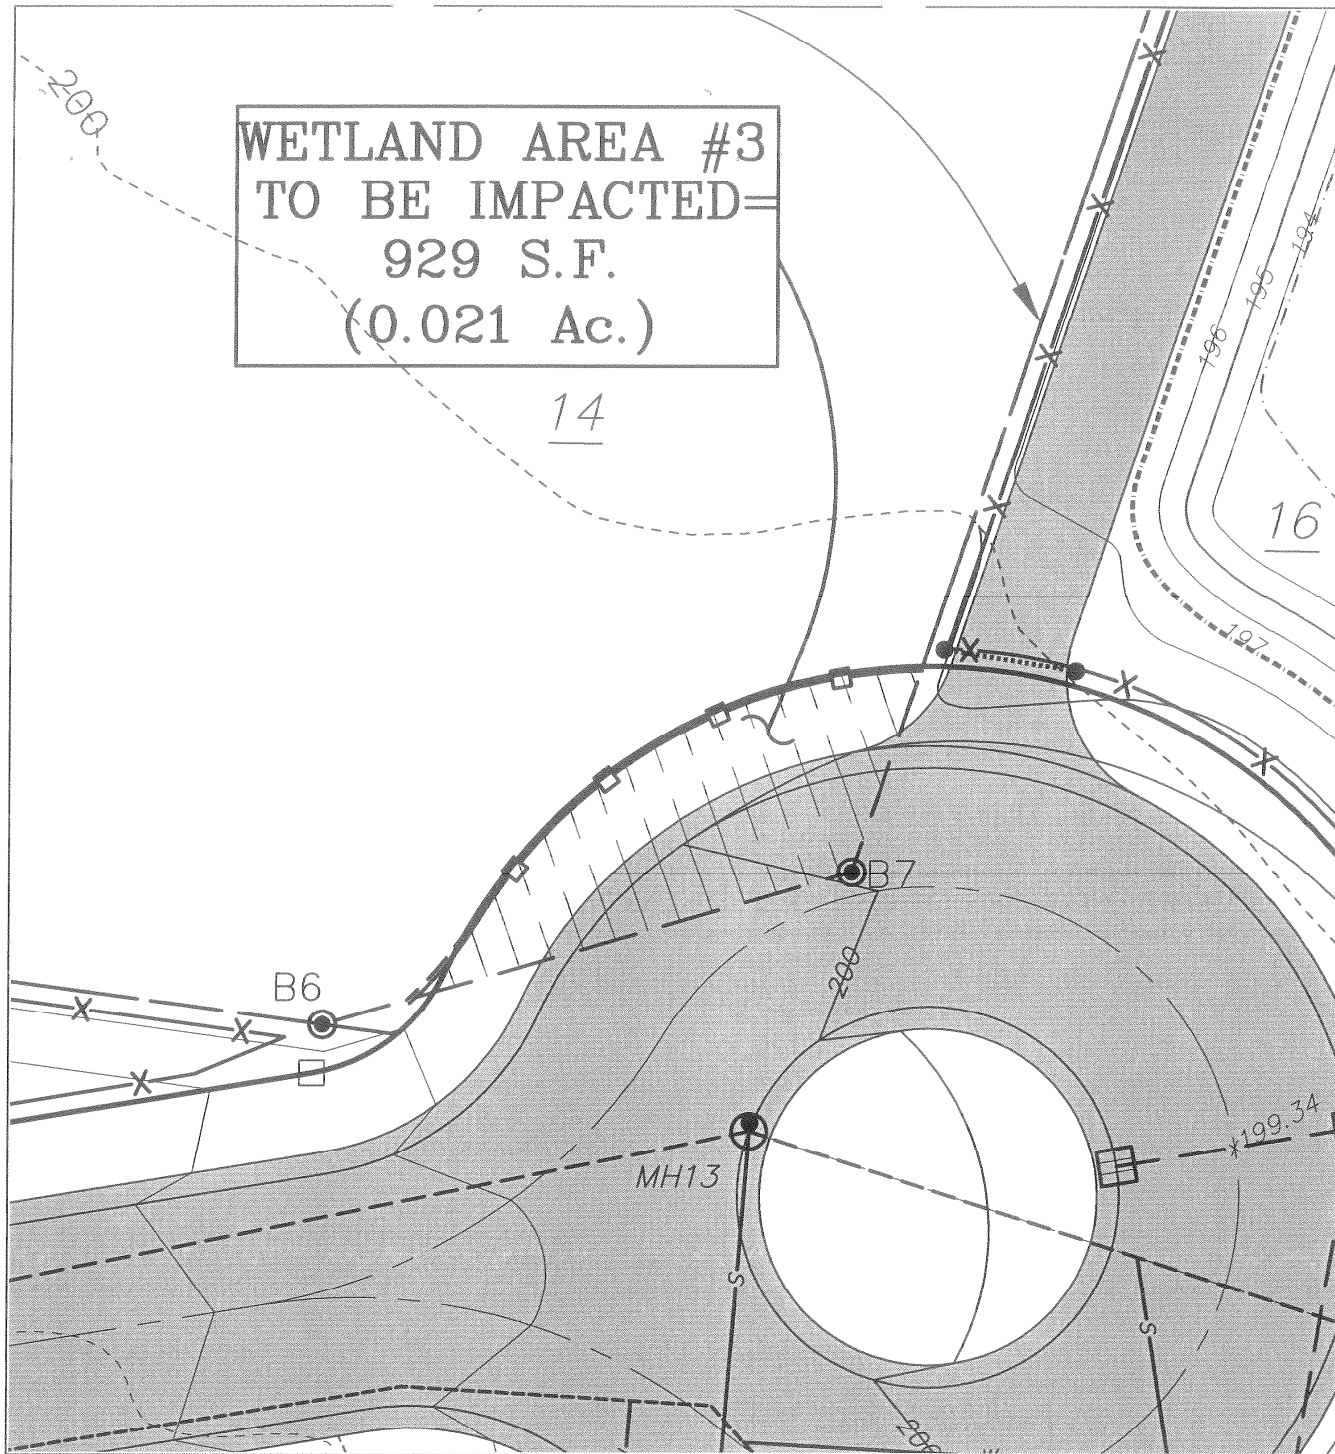 200
WETLAND AREA #3
TO BE IMPACTED=
929 S.F.
(0.021 Ac.)
14
194
195
196
16
197
B7
200
B6
199.34
MH13
S
S
200